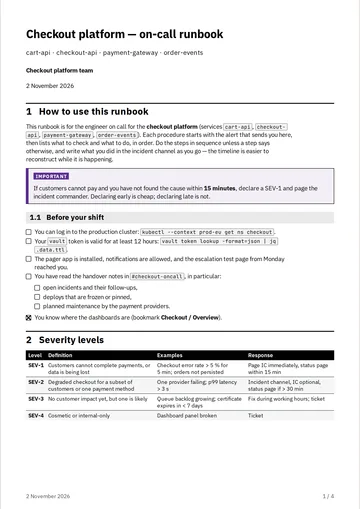 Checkout platform — on-call runbook
cart-api · checkout-api · payment-gateway · order-events
Checkout platform team
2 November 2026
1 How to use this runbook
This runbook is for the engineer on call for the checkout platform (services cart-api, checkout-
api, payment-gateway, order-events). Each procedure starts with the alert that sends you here,
then lists what to check and what to do, in order. Do the steps in sequence unless a step says
otherwise, and write what you did in the incident channel as you go — the timeline is easier to
reconstruct while it is happening.
IMPORTANT
If customers cannot pay and you have not found the cause within 15 minutes, declare a SEV-1 and page the
incident commander. Declaring early is cheap; declaring late is not.
1.1 Before your shift
You can log in to the production cluster: kubectl --context prod-eu get ns checkout.
Your vault token is valid for at least 12 hours: vault token lookup -format=json | jq
.data.ttl.
The pager app is installed, notifications are allowed, and the escalation test page from Monday
reached you.
You have read the handover notes in #checkout-oncall, in particular:
open incidents and their follow-ups,
deploys that are frozen or pinned,
planned maintenance by the payment providers.
You know where the dashboards are (bookmark Checkout / Overview).
2 Severity levels
Level Definition Examples Response
SEV-1 Customers cannot complete payments, or Checkout error rate > 5 % for Page IC immediately, status page
data is being lost 5 min; orders not persisted within 15 min
SEV-2 Degraded checkout for a subset of One provider failing; p99 latency Incident channel, IC optional,
customers or one payment method > 3 s status page if > 30 min
SEV-3 No customer impact yet, but one is likely Queue backlog growing; certificate Fix during working hours; ticket
expires in < 7 days
SEV-4 Cosmetic or internal-only Dashboard panel broken Ticket
2 November 2026 1 / 4